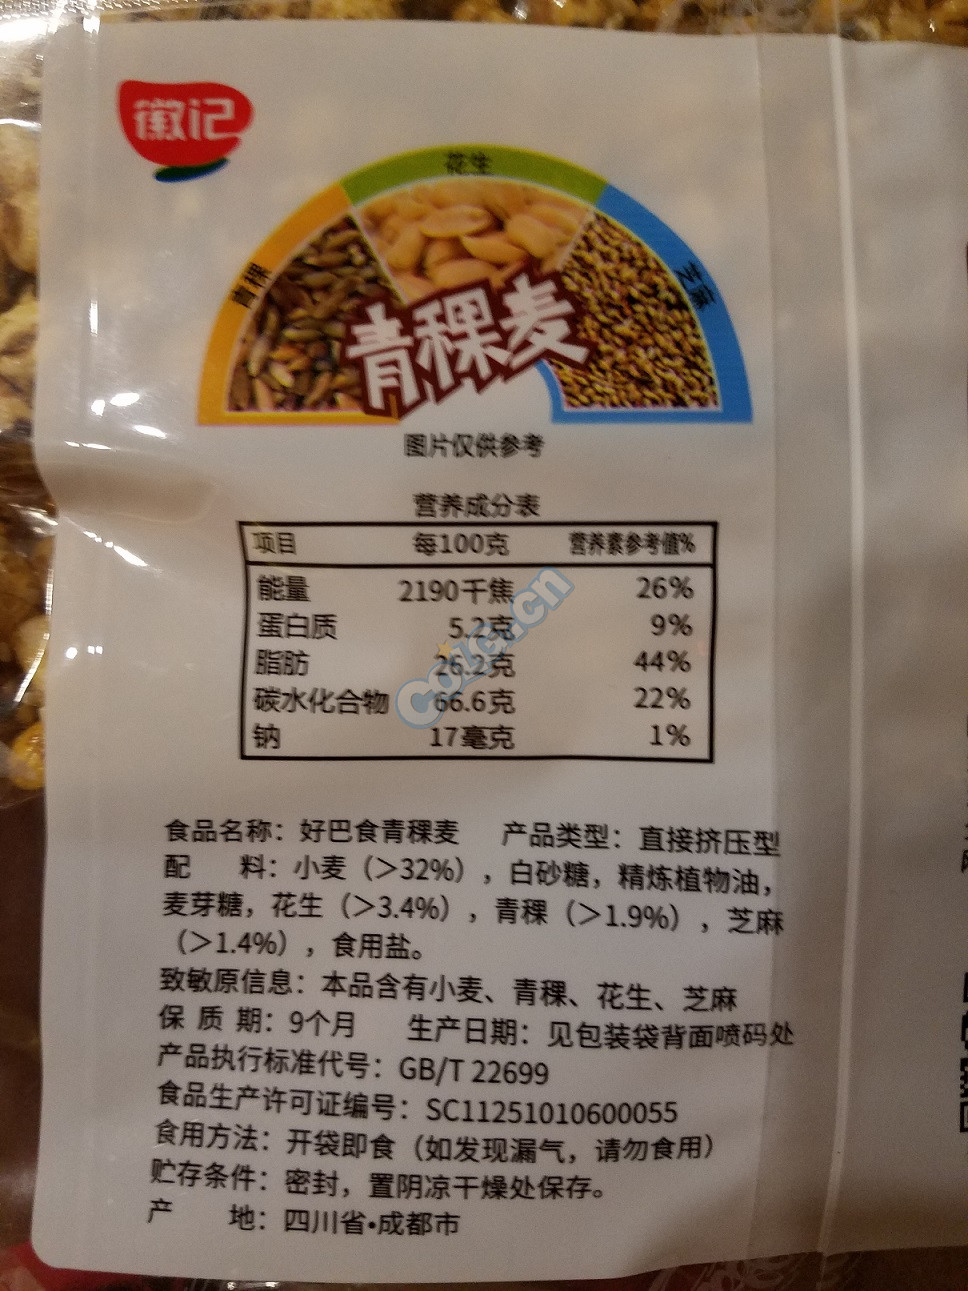 徽记
花生
青稞
芝麻
青稞麦
图片仅供参考
营养成分表
项目 每100克 营养素参考值%
能量 2190千焦 26%
蛋白质 5.2克 9%
脂肪 26.2克 44%
碳水化合物 66.6克 22%
钠 17毫克 1%
Coze.cn
食品名称：好巴食青稞麦 产品类型：直接挤压型
配 料：小麦（＞32%），白砂糖，精炼植物油，
麦芽糖，花生（＞3.4%），青稞（＞1.9%），芝麻
（＞1.4%），食用盐。
致敏原信息：本品含有小麦、青稞、花生、芝麻
保 质 期：9个月 生产日期：见包装袋背面喷码处
产品执行标准代号：GB/T 22699
食品生产许可证编号：SC11251010600055
食用方法：开袋即食（如发现漏气，请勿食用）
贮存条件：密封，置阴凉干燥处保存。
产 地：四川省•成都市